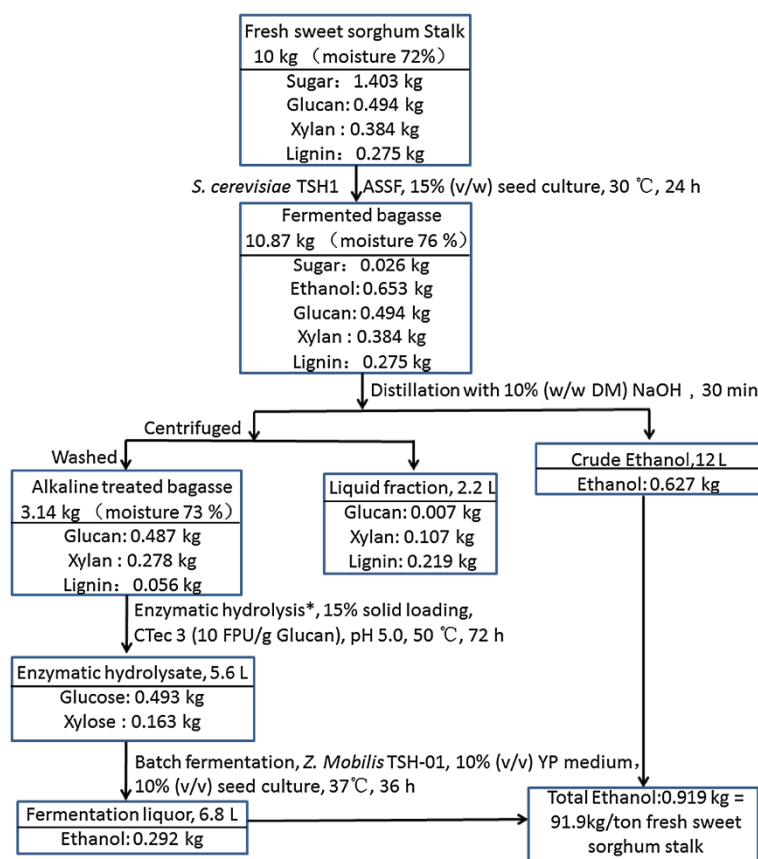 Fresh sweet sorghum Stalk
10 kg （moisture 72%）
Sugar： 1.403 kg
Glucan: 0.494 kg
Xylan : 0.384 kg
Lignin： 0.275 kg
S. cerevisiae TSH1 ASSF, 15% (v/w) seed culture, 30 ℃, 24 h
Fermented bagasse
10.87 kg （moisture 76 %）
Sugar： 0.026 kg
Ethanol: 0.653 kg
Glucan: 0.494 kg
Xylan : 0.384 kg
Lignin： 0.275 kg
Distillation with 10% (w/w DM) NaOH , 30 min
Centrifuged
Washed
Alkaline treated bagasse
3.14 kg （moisture 73 %）
Glucan: 0.487 kg
Xylan : 0.278 kg
Lignin: 0.056 kg
Liquid fraction, 2.2 L
Glucan: 0.007 kg
Xylan: 0.107 kg
Lignin: 0.219 kg
Crude Ethanol,12 L
Ethanol: 0.627 kg
Enzymatic hydrolysis*, 15% solid loading,
CTec 3 (10 FPU/g Glucan), pH 5.0, 50 ℃, 72 h
Enzymatic hydrolysate, 5.6 L
Glucose: 0.493 kg
Xylose : 0.163 kg
Batch fermentation, Z. Mobilis TSH-01, 10% (v/v) YP medium,
10% (v/v) seed culture, 37℃, 36 h
Fermentation liquor, 6.8 L
Ethanol: 0.292 kg
Total Ethanol:0.919 kg =
91.9kg/ton fresh sweet
sorghum stalk